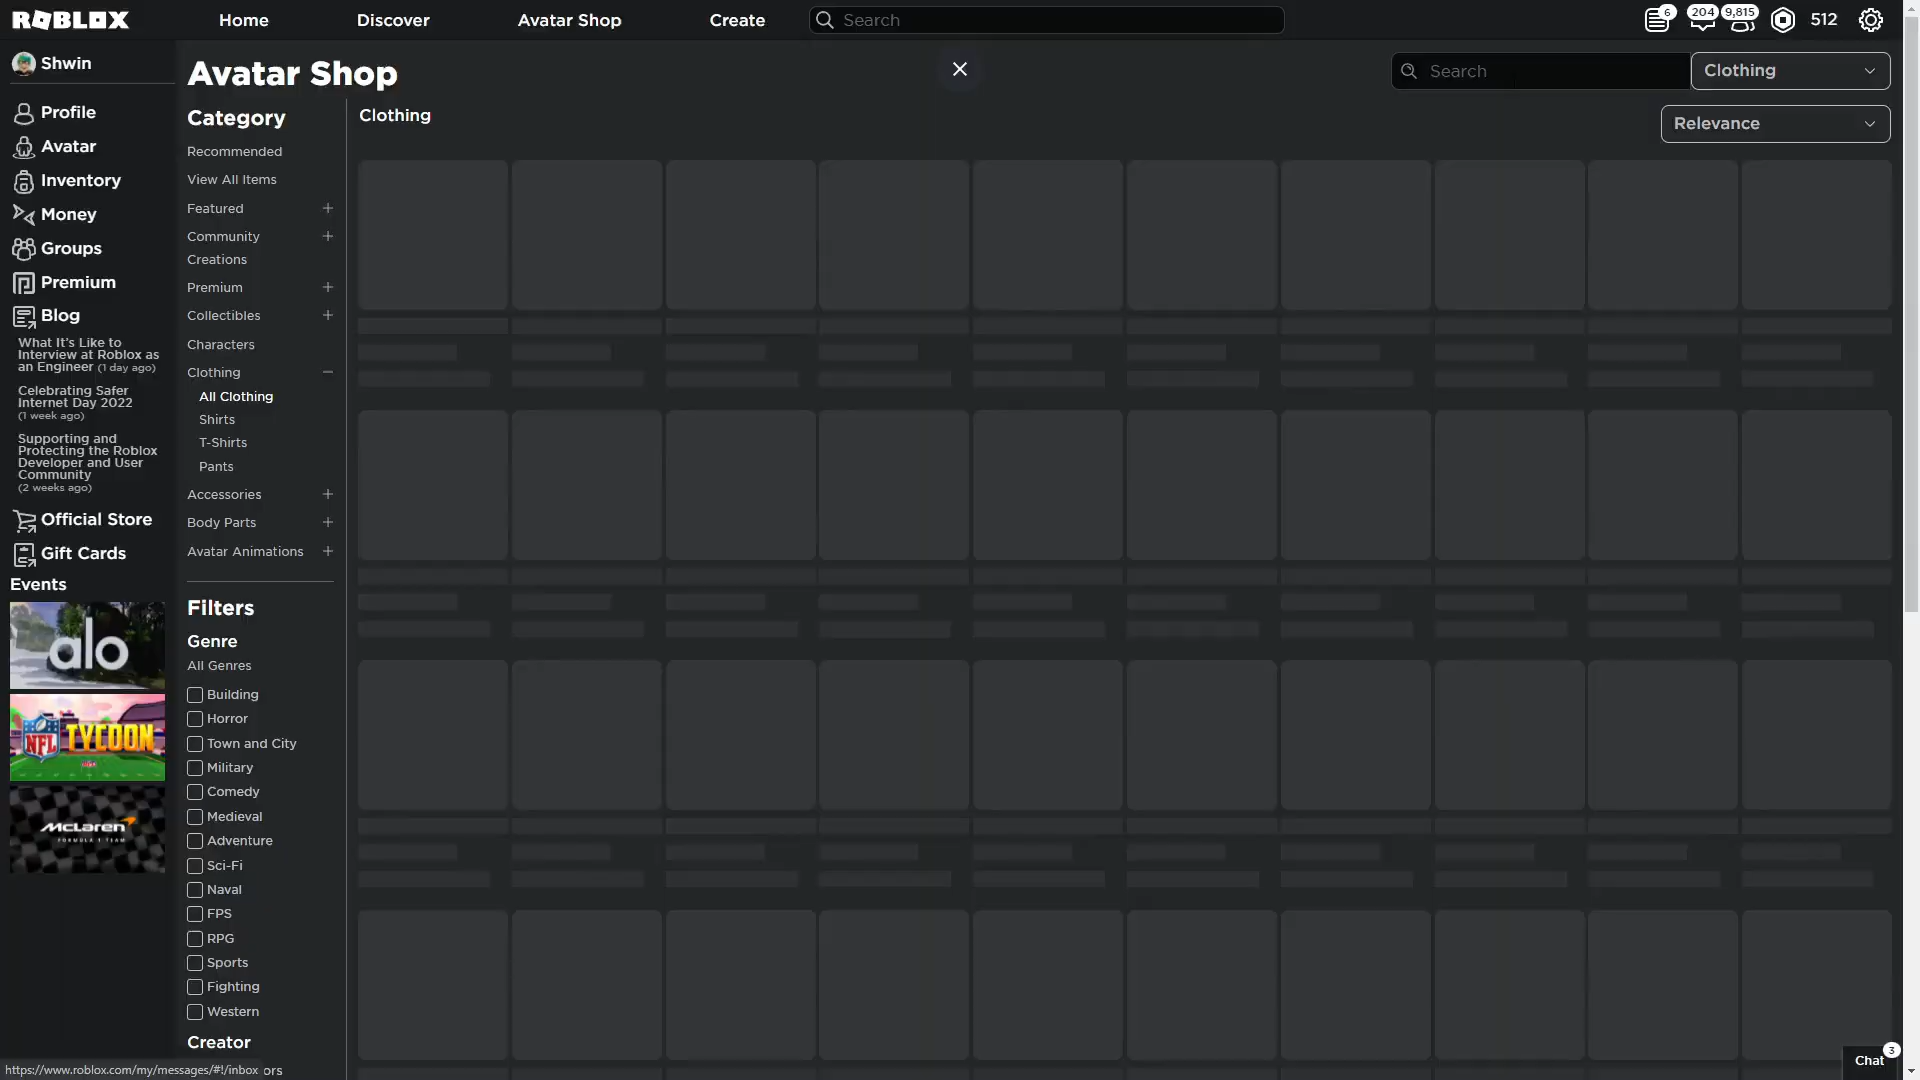 ROBLOX
Home
Discover
Avatar Shop
Create
Search
6
204
9,815
512
Shwin
Profile
Avatar
Inventory
Money
Groups
Premium
Blog
What It's Like to
Interview at Roblox as
an Engineer (1 day ago)
Celebrating Safer
Internet Day 2022
(1 week ago)
Supporting and
Protecting the Roblox
Developer and User
Community
(2 weeks ago)
Official Store
Gift Cards
Events
alo
NFL TYCOON
McLaren
FORMULA 1 TEAM
Avatar Shop
Search
Clothing
Category
Recommended
View All Items
Featured +
Community +
Creations
Premium +
Collectibles +
Characters
Clothing −
All Clothing
Shirts
T-Shirts
Pants
Accessories +
Body Parts +
Avatar Animations +
Filters
Genre
All Genres
Building
Horror
Town and City
Military
Comedy
Medieval
Adventure
Sci-Fi
Naval
FPS
RPG
Sports
Fighting
Western
Creator
ors
Clothing
Relevance
Chat
3
https://www.roblox.com/my/messages/#!/inbox